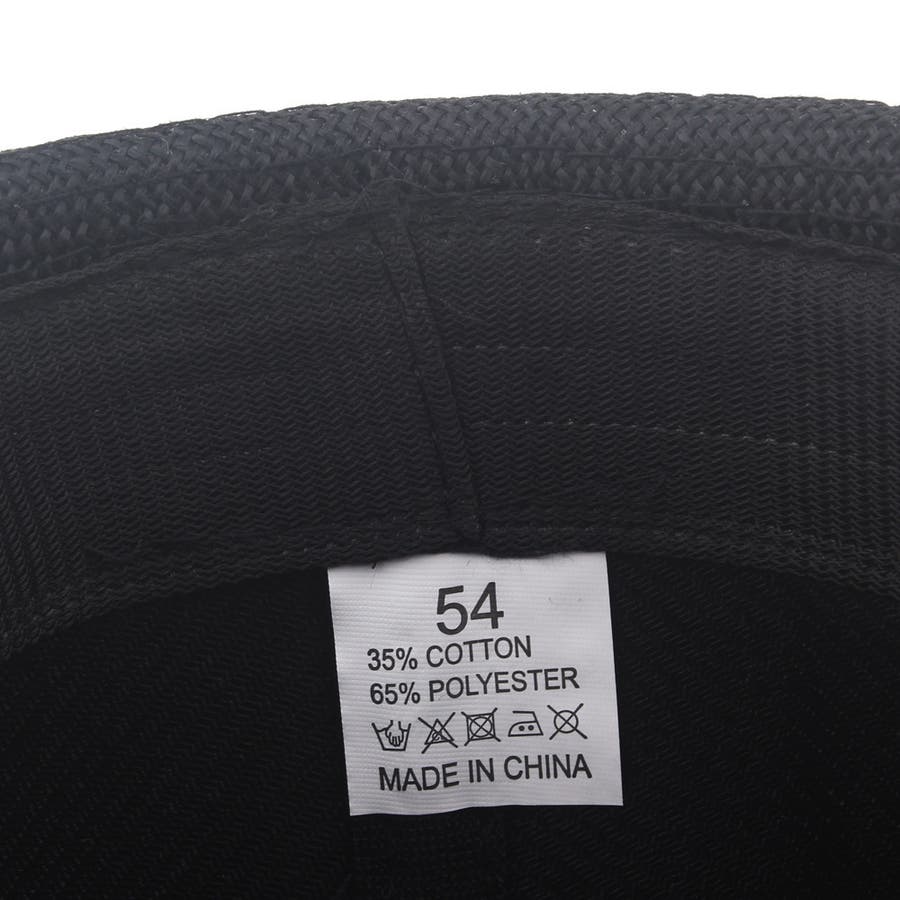 54
35% COTTON
65% POLYESTER
MADE IN CHINA